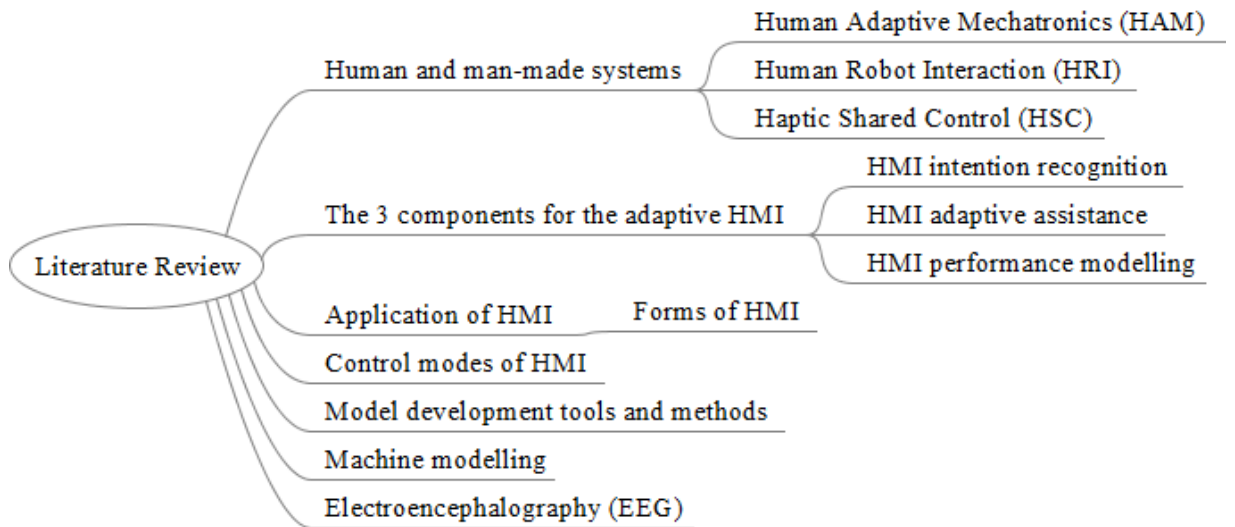 Literature Review
Human and man-made systems
Human Adaptive Mechatronics (HAM)
Human Robot Interaction (HRI)
Haptic Shared Control (HSC)
The 3 components for the adaptive HMI
HMI intention recognition
HMI adaptive assistance
HMI performance modelling
Application of HMI
Forms of HMI
Control modes of HMI
Model development tools and methods
Machine modelling
Electroencephalography (EEG)